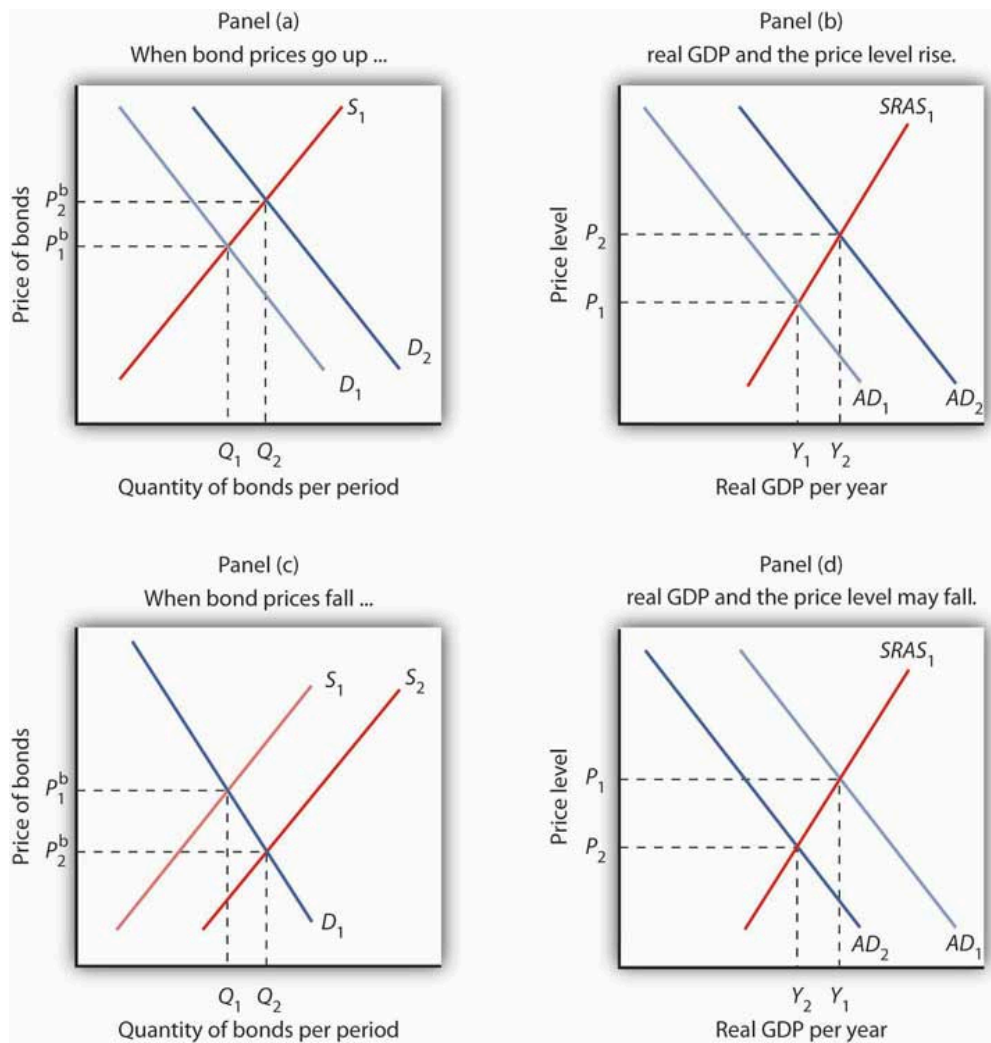 Panel (a)
When bond prices go up ...
Price of bonds
P₂ᵇ
P₁ᵇ
S₁
D₂
D₁
Q₁ Q₂
Quantity of bonds per period
Panel (b)
real GDP and the price level rise.
Price level
SRAS₁
P₂
P₁
AD₁ AD₂
Y₁ Y₂
Real GDP per year
Panel (c)
When bond prices fall ...
Price of bonds
S₁ S₂
P₁ᵇ
P₂ᵇ
D₁
Q₁ Q₂
Quantity of bonds per period
Panel (d)
real GDP and the price level may fall.
Price level
SRAS₁
P₁
P₂
AD₂ AD₁
Y₂ Y₁
Real GDP per year